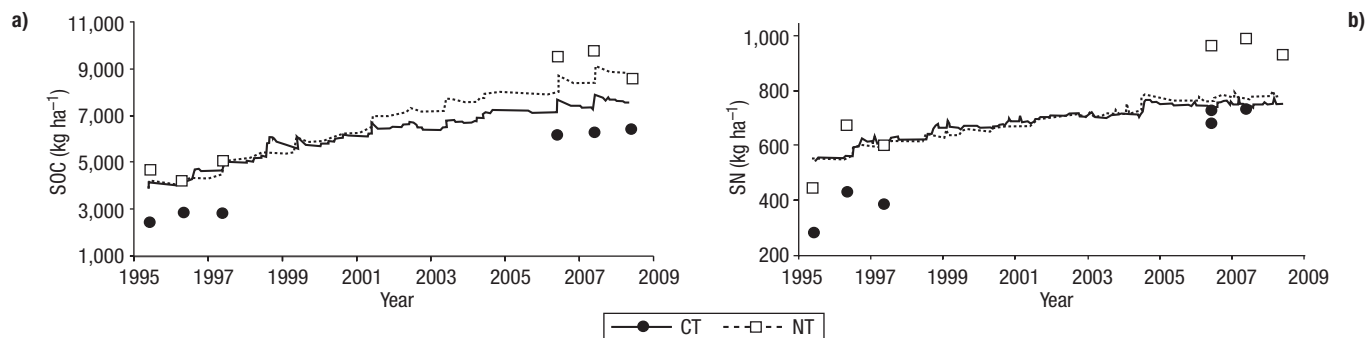 a)
SOC (kg ha–1)
11,000
9,000
7,000
5,000
3,000
1,000
1995 1997 1999 2001 2003 2005 2007 2009
Year
b)
SN (kg ha–1)
1,000
800
600
400
200
1995 1997 1999 2001 2003 2005 2007 2009
Year
CT NT